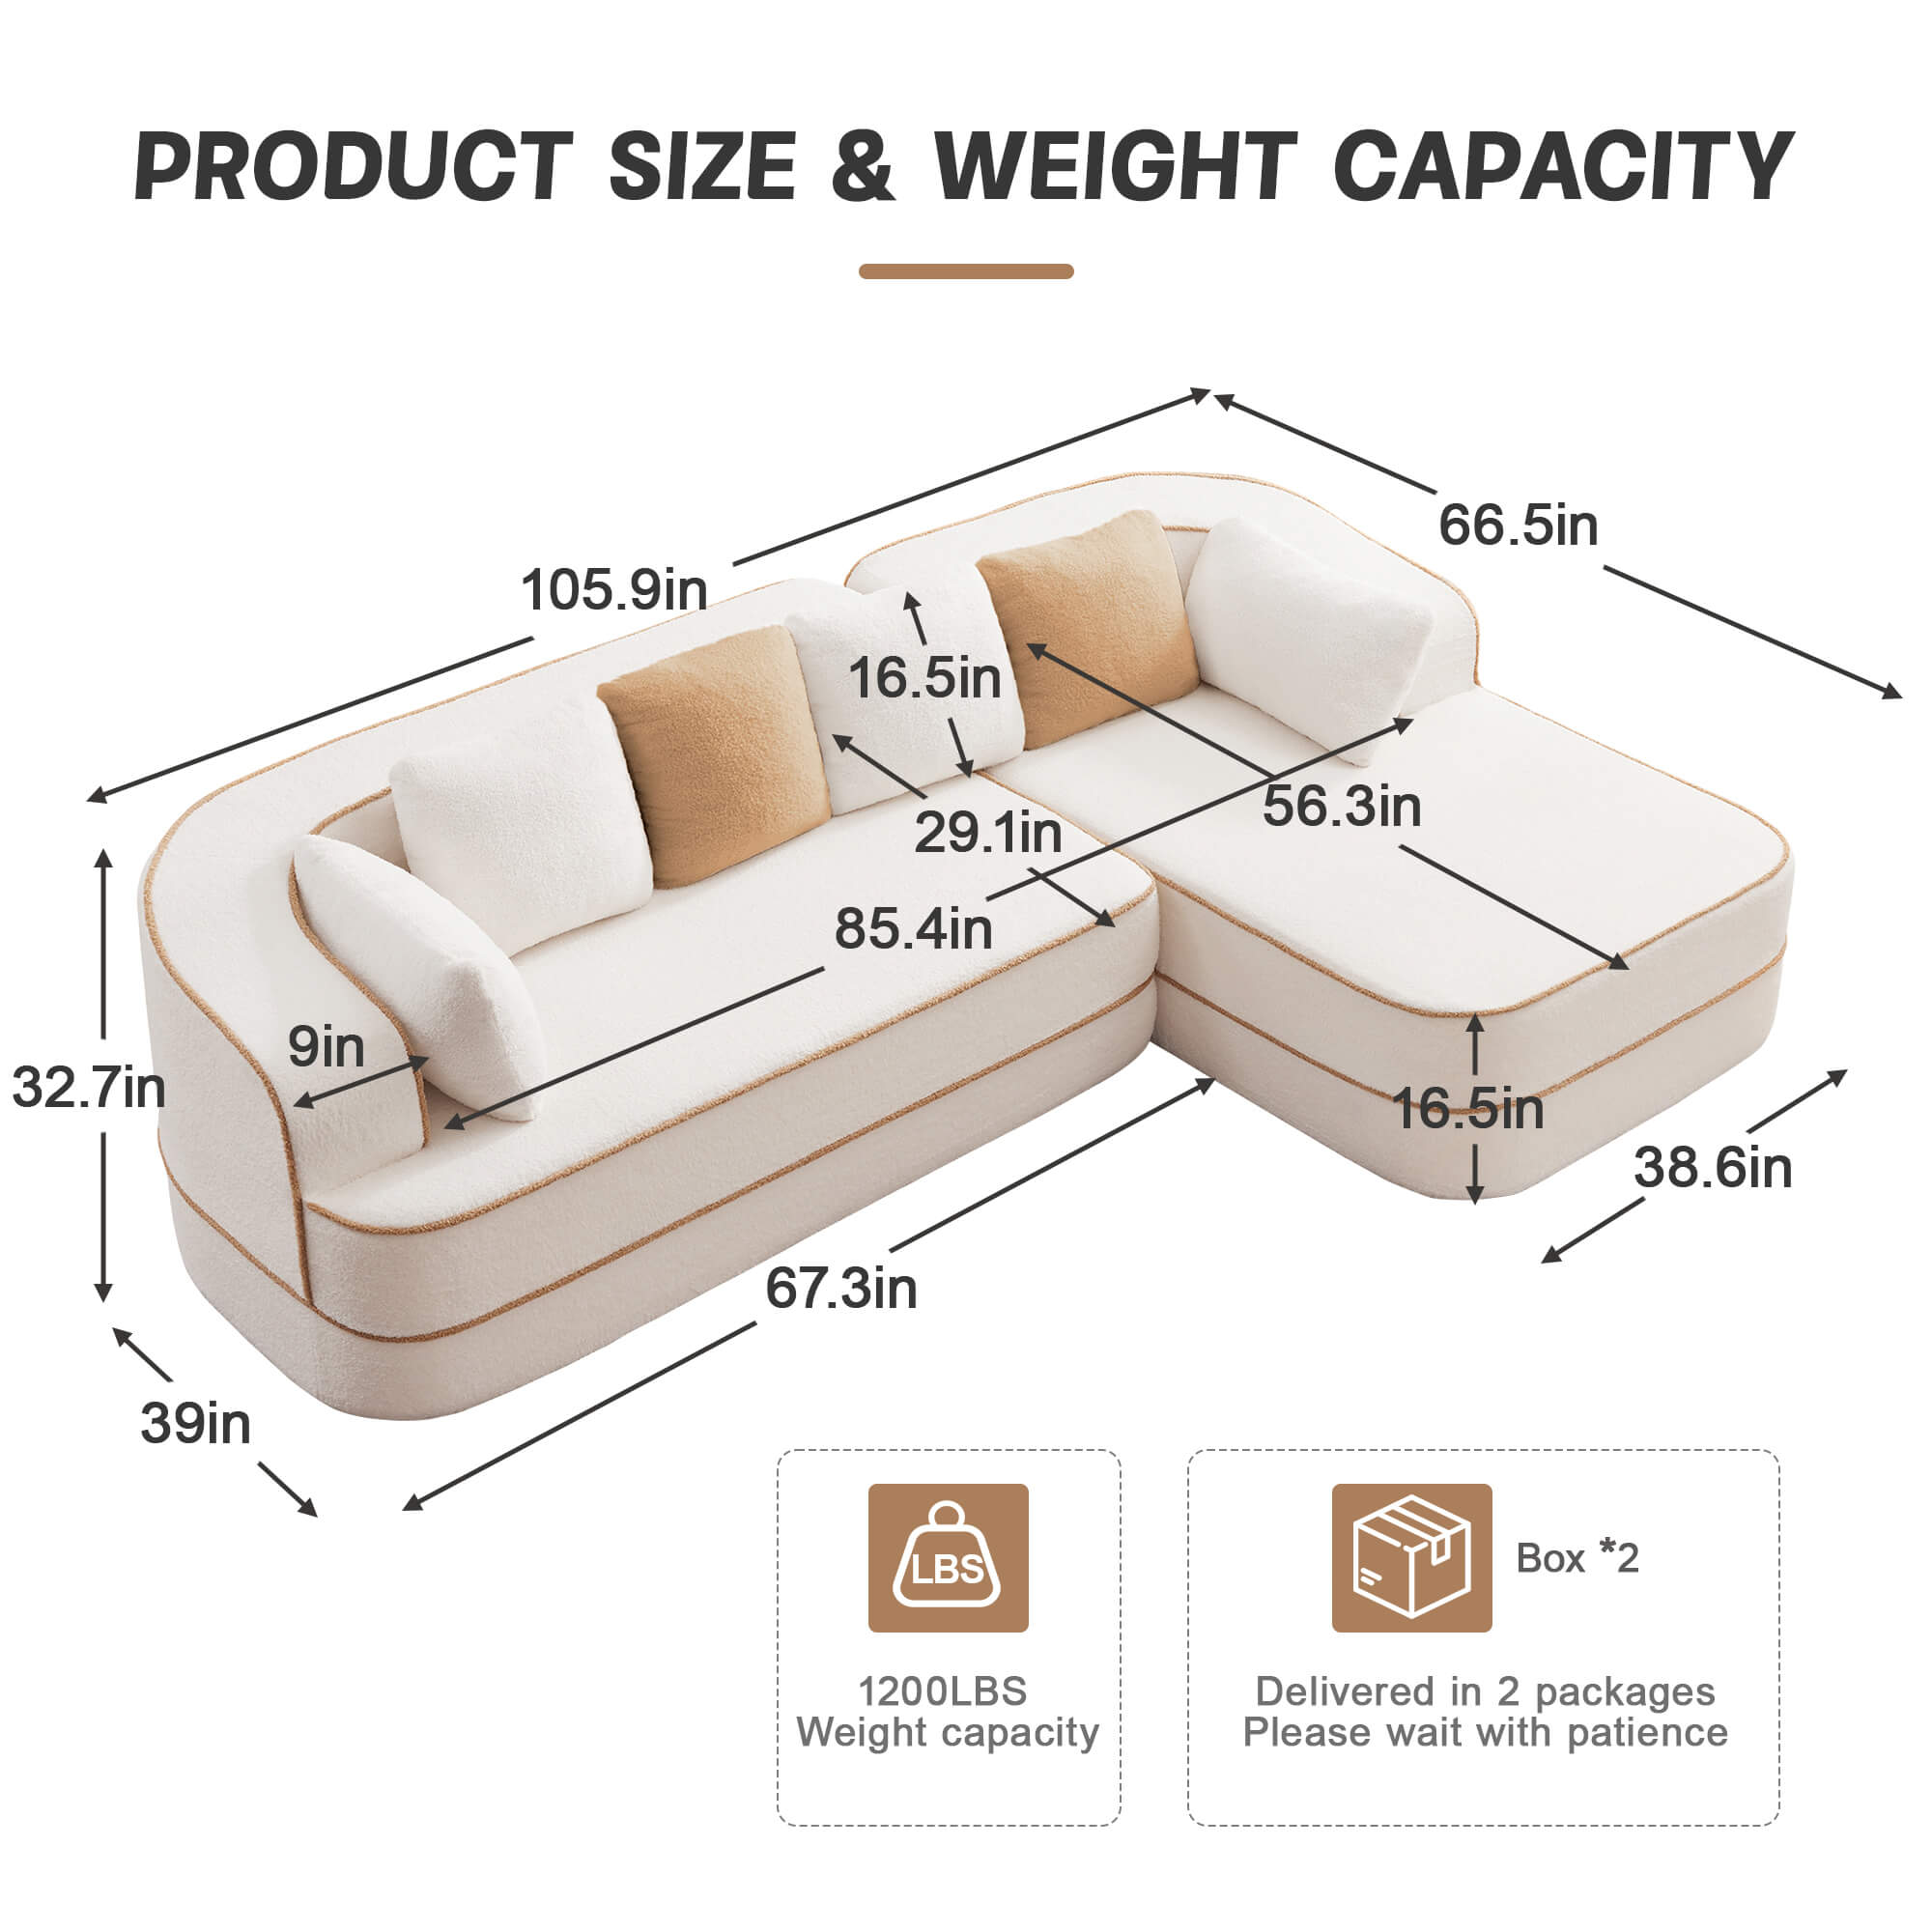 PRODUCT SIZE & WEIGHT CAPACITY
105.9in
66.5in
16.5in
29.1in
56.3in
85.4in
9in
32.7in
16.5in
38.6in
67.3in
39in
LBS
1200LBS
Weight capacity
Box *2
Delivered in 2 packages
Please wait with patience